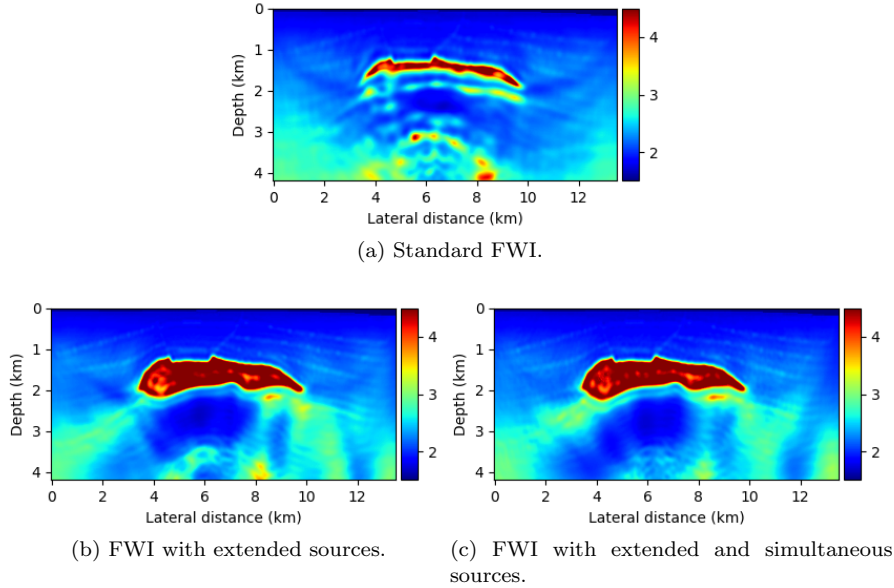 0
1
2
3
4
Depth (km)
0 2 4 6 8 10 12
Lateral distance (km)
4
3
2
(a) Standard FWI.
0
1
2
3
4
Depth (km)
0 2 4 6 8 10 12
Lateral distance (km)
4
3
2
(b) FWI with extended sources.
0
1
2
3
4
Depth (km)
0 2 4 6 8 10 12
Lateral distance (km)
4
3
2
(c) FWI with extended and simultaneous
sources.